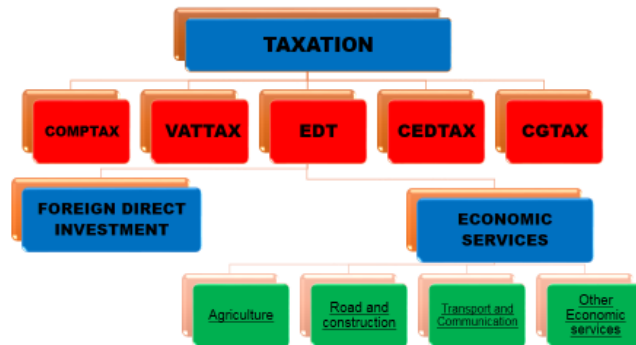 TAXATION
COMPTAX
VATTAX
EDT
CEDTAX
CGTAX
FOREIGN DIRECT
INVESTMENT
ECONOMIC
SERVICES
Agriculture
Road and
construction
Transport and
Communication
Other
Economic
services